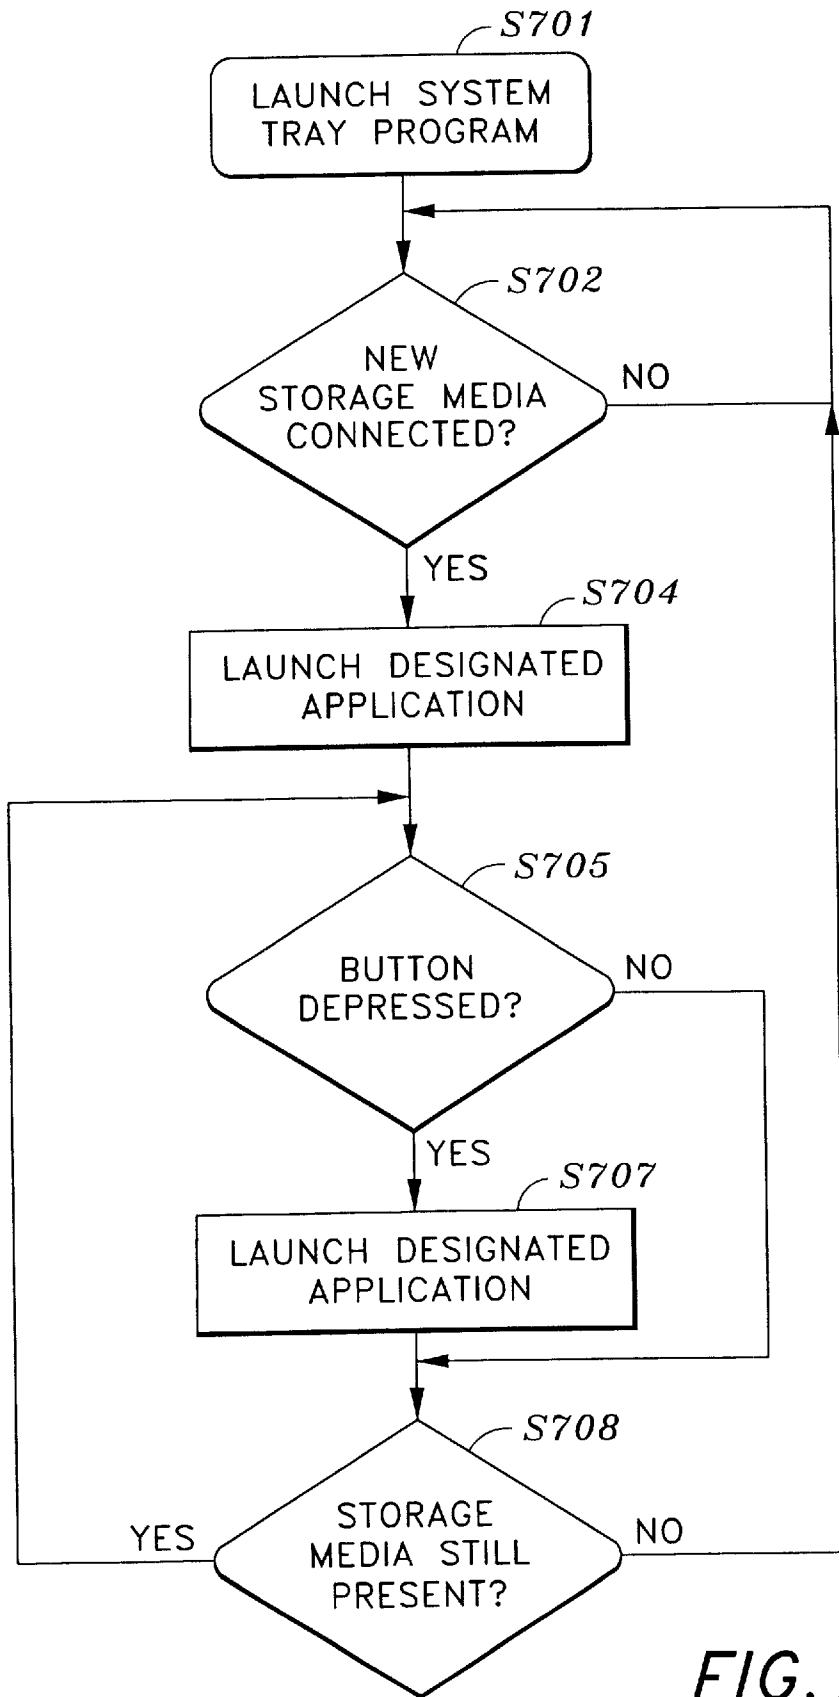 S701
LAUNCH SYSTEM
TRAY PROGRAM
S702
NEW
STORAGE MEDIA
CONNECTED?
NO
YES
S704
LAUNCH DESIGNATED
APPLICATION
S705
BUTTON
DEPRESSED?
NO
YES
S707
LAUNCH DESIGNATED
APPLICATION
S708
STORAGE
MEDIA STILL
PRESENT?
YES
NO
FIG.